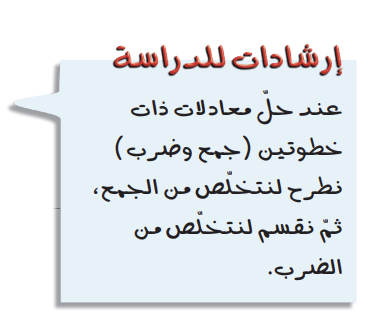 إرشادات للدراسة
عند حلّ معادلات ذات
خطوتين (جمع وضرب)
نطرح لنتخلّص من الجمع،
ثمّ نقسم لنتخلّص من
الضرب.